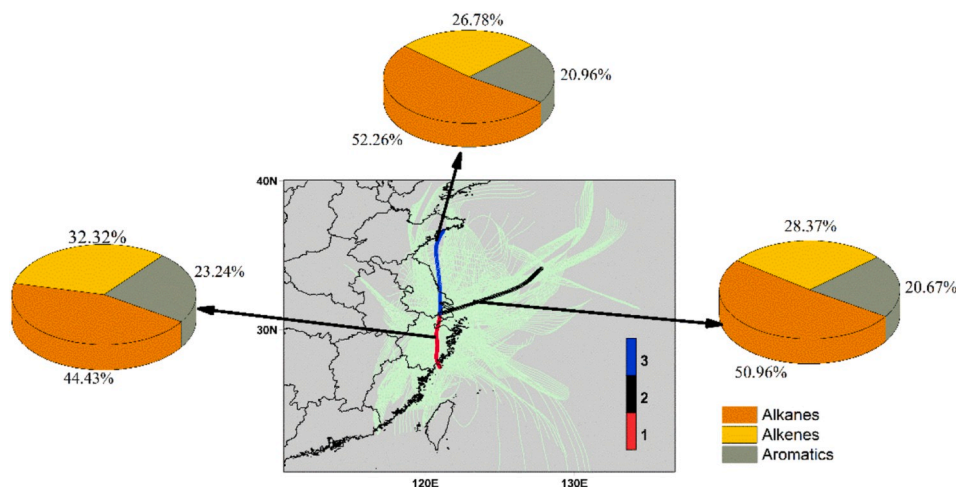 26.78%
20.96%
52.26%
32.32%
23.24%
44.43%
28.37%
20.67%
50.96%
40N
30N
120E
130E
3
2
1
Alkanes
Alkenes
Aromatics